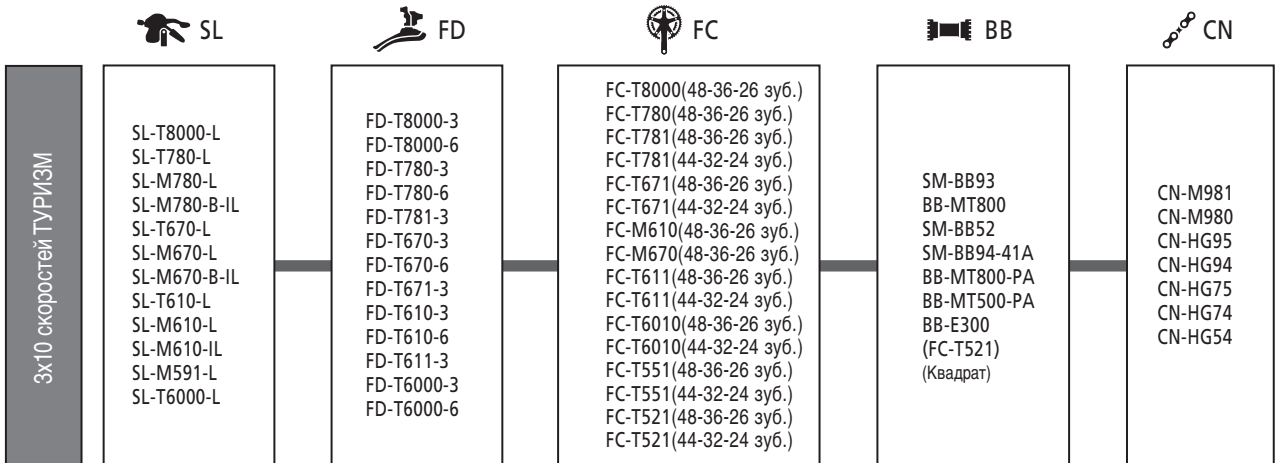 SL
FD
FC
BB
CN
3x10 скоростей ТУРИЗМ
SL-T8000-L
SL-T780-L
SL-M780-L
SL-M780-B-IL
SL-T670-L
SL-M670-L
SL-M670-B-IL
SL-T610-L
SL-M610-L
SL-M610-IL
SL-M591-L
SL-T6000-L
FD-T8000-3
FD-T8000-6
FD-T780-3
FD-T780-6
FD-T781-3
FD-T670-3
FD-T670-6
FD-T671-3
FD-T610-3
FD-T610-6
FD-T611-3
FD-T6000-3
FD-T6000-6
FC-T8000(48-36-26 зуб.)
FC-T780(48-36-26 зуб.)
FC-T781(48-36-26 зуб.)
FC-T781(44-32-24 зуб.)
FC-T671(48-36-26 зуб.)
FC-T671(44-32-24 зуб.)
FC-M610(48-36-26 зуб.)
FC-M670(48-36-26 зуб.)
FC-T611(48-36-26 зуб.)
FC-T611(44-32-24 зуб.)
FC-T6010(48-36-26 зуб.)
FC-T6010(44-32-24 зуб.)
FC-T551(48-36-26 зуб.)
FC-T551(44-32-24 зуб.)
FC-T521(48-36-26 зуб.)
FC-T521(44-32-24 зуб.)
SM-BB93
BB-MT800
SM-BB52
SM-BB94-41A
BB-MT800-PA
BB-MT500-PA
BB-E300
(FC-T521)
(Квадрат)
CN-M981
CN-M980
CN-HG95
CN-HG94
CN-HG75
CN-HG74
CN-HG54